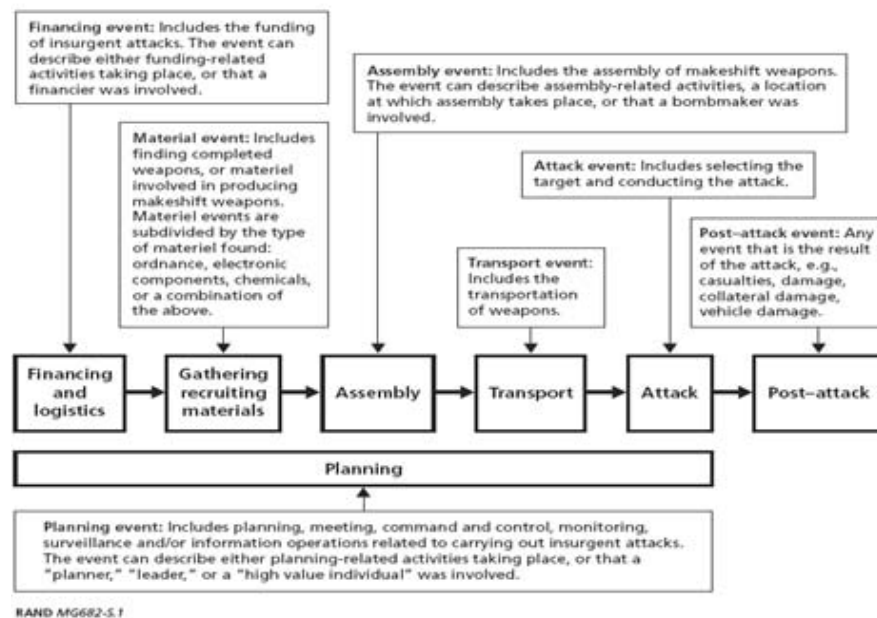 Financing event: Includes the funding
of insurgent attacks. The event can
describe either funding-related
activities taking place, or that a
financier was involved.
Material event: Includes
finding completed
weapons, or materiel
involved in producing
makeshift weapons.
Materiel events are
subdivided by the type
of materiel found:
ordnance, electronic
components, chemicals,
or a combination of
the above.
Assembly event: Includes the assembly of makeshift weapons.
The event can describe assembly-related activities, a location
at which assembly takes place, or that a bombmaker was
involved.
Attack event: Includes selecting the
target and conducting the attack.
Transport event:
Includes the
transportation
of weapons.
Post–attack event: Any
event that is the result
of the attack, e.g.,
casualties, damage,
collateral damage,
vehicle damage.
Financing
and
logistics
Gathering
recruiting
materials
Assembly
Transport
Attack
Post–attack
Planning
Planning event: Includes planning, meeting, command and control, monitoring,
surveillance and/or information operations related to carrying out insurgent attacks.
The event can describe either planning-related activities taking place, or that a
"planner," "leader," or a "high value individual" was involved.
RAND MG682-S.1